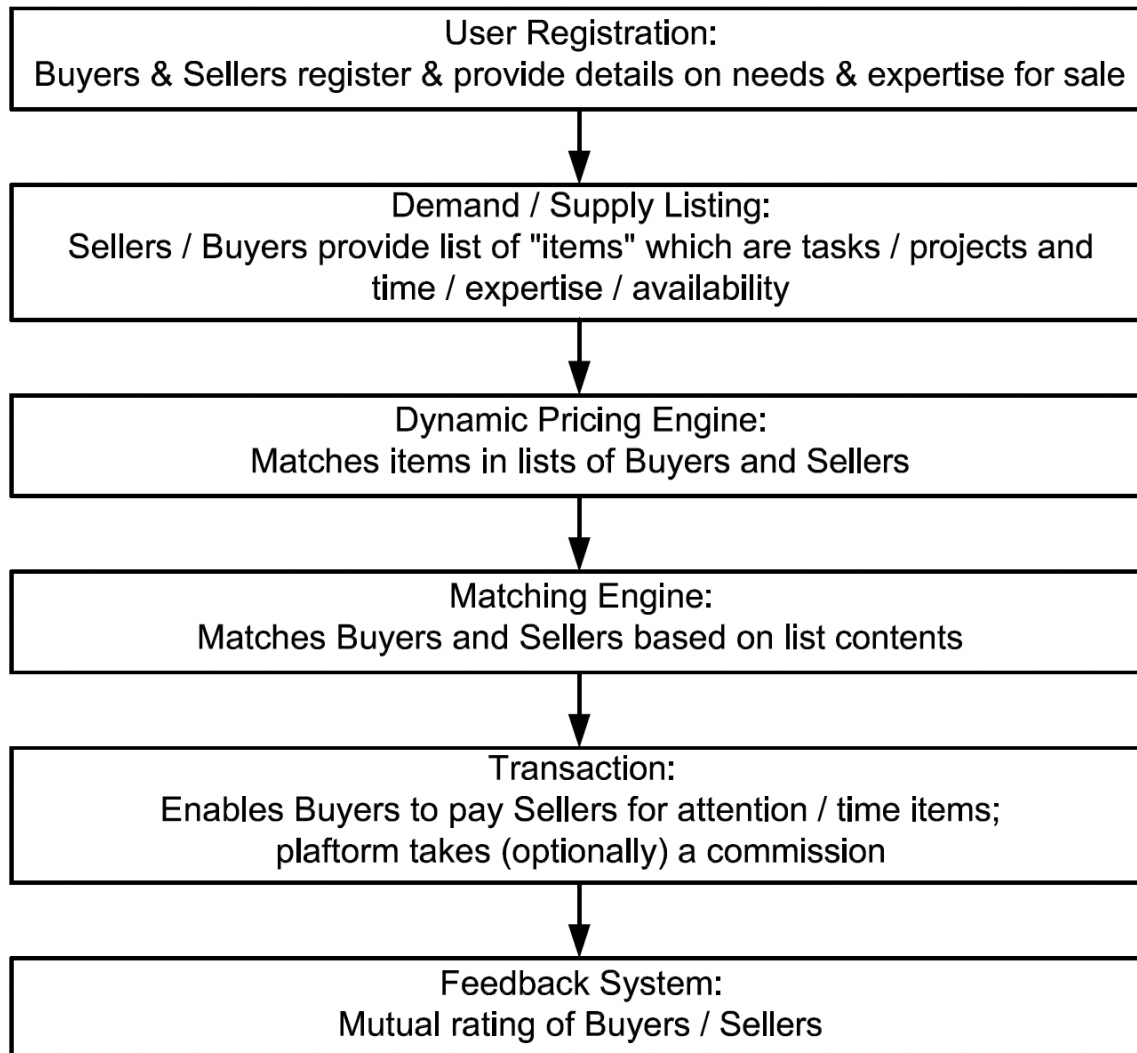 User Registration:
Buyers & Sellers register & provide details on needs & expertise for sale
Demand / Supply Listing:
Sellers / Buyers provide list of "items" which are tasks / projects and
time / expertise / availability
Dynamic Pricing Engine:
Matches items in lists of Buyers and Sellers
Matching Engine:
Matches Buyers and Sellers based on list contents
Transaction:
Enables Buyers to pay Sellers for attention / time items;
plaftorm takes (optionally) a commission
Feedback System:
Mutual rating of Buyers / Sellers